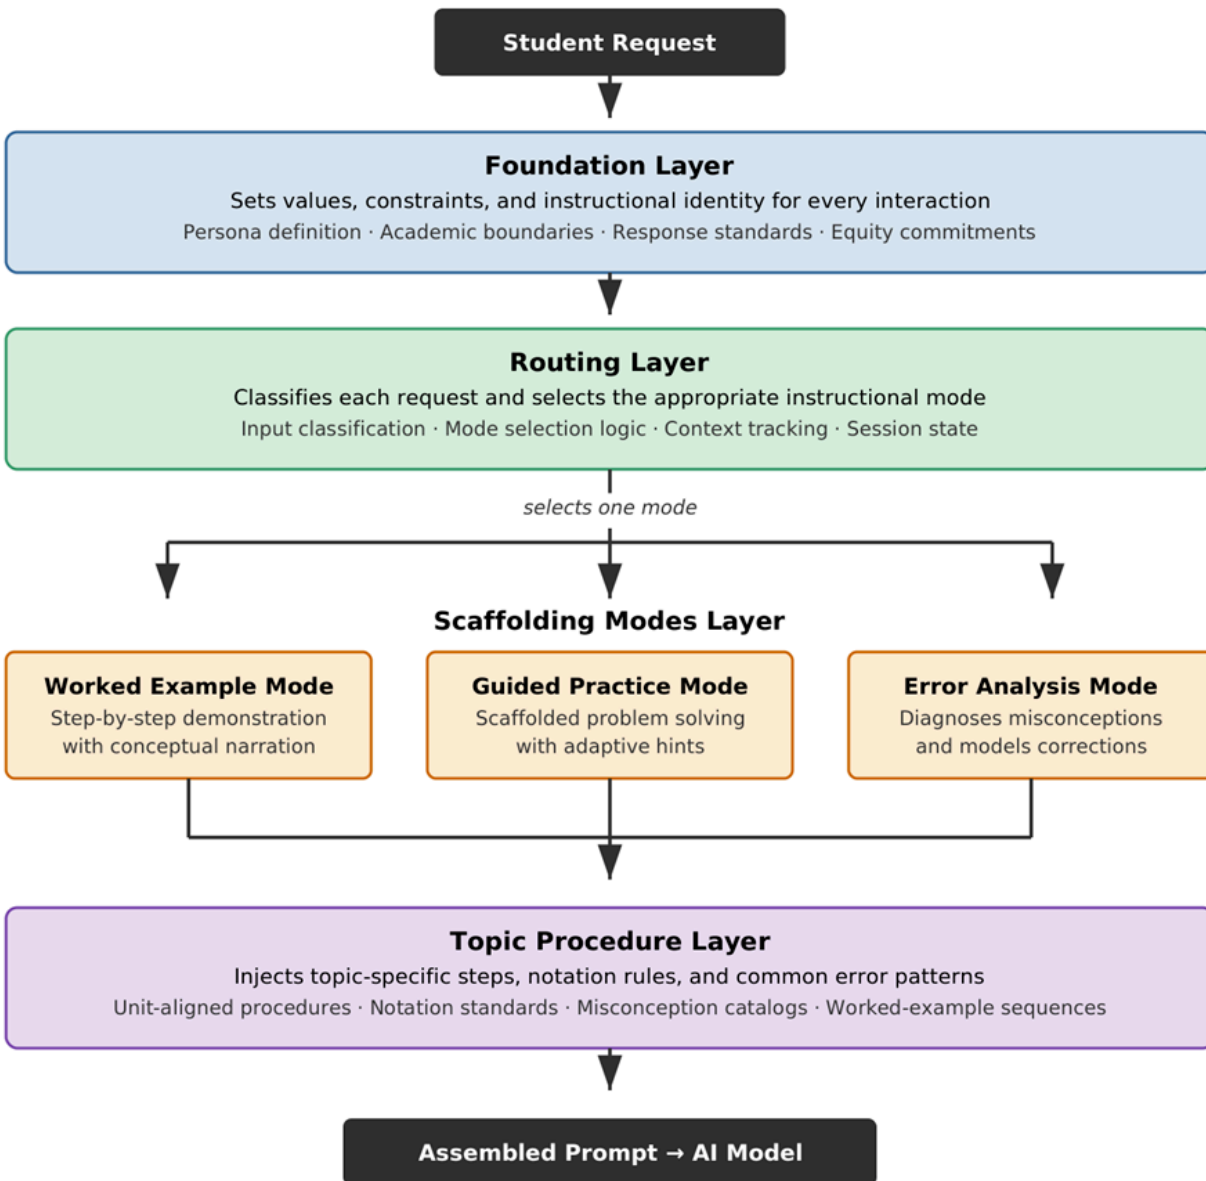 Student Request
Foundation Layer
Sets values, constraints, and instructional identity for every interaction
Persona definition · Academic boundaries · Response standards · Equity commitments
Routing Layer
Classifies each request and selects the appropriate instructional mode
Input classification · Mode selection logic · Context tracking · Session state
selects one mode
Scaffolding Modes Layer
Worked Example Mode
Step-by-step demonstration
with conceptual narration
Guided Practice Mode
Scaffolded problem solving
with adaptive hints
Error Analysis Mode
Diagnoses misconceptions
and models corrections
Topic Procedure Layer
Injects topic-specific steps, notation rules, and common error patterns
Unit-aligned procedures · Notation standards · Misconception catalogs · Worked-example sequences
Assembled Prompt → AI Model